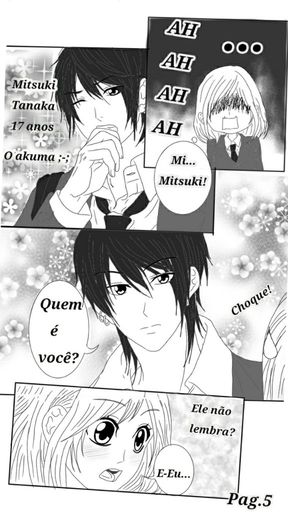 Mitsuki
Tanaka
17 anos
O akuma ;-;
AH
AH
AH
AH
ooo
Mi...
Mitsuki!
Quem
é
você?
Choque!
Ele não
lembra?
E-Eu...
Pag.5